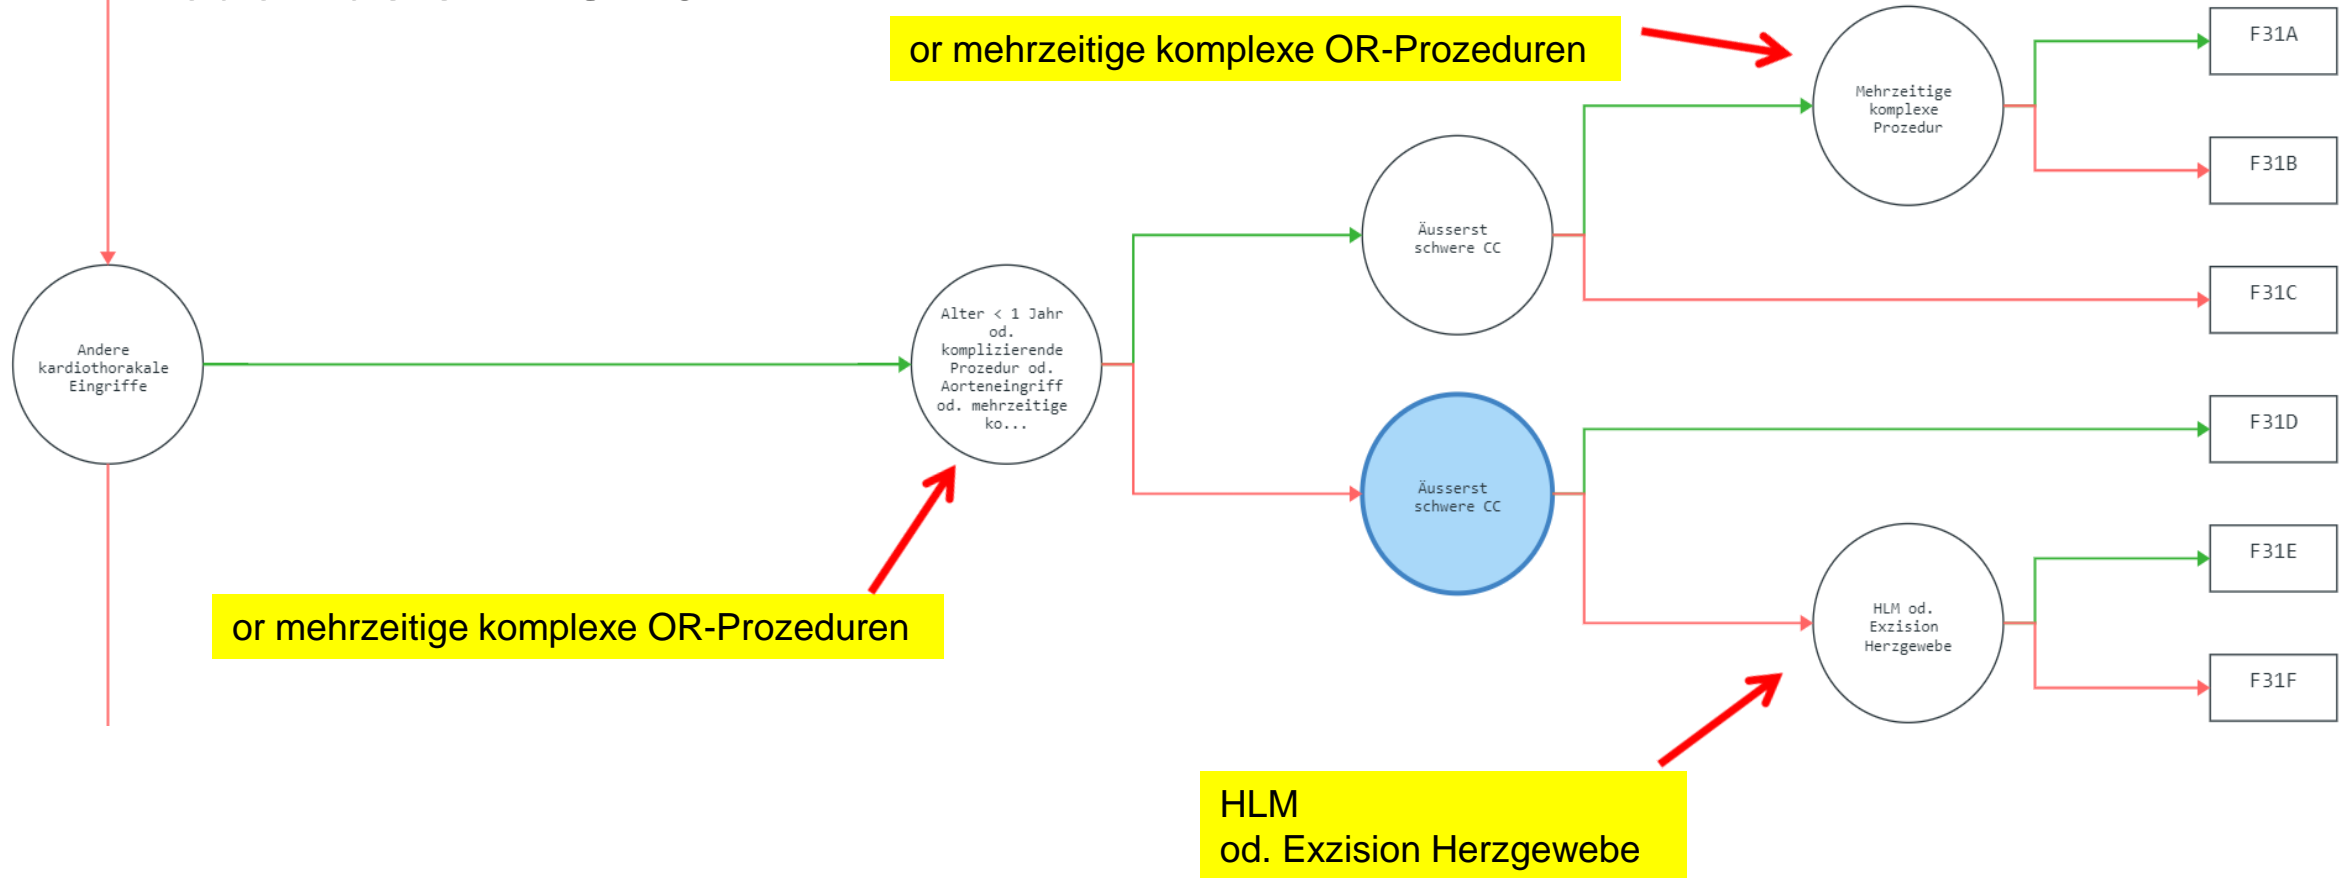 or mehrzeitige komplexe OR-Prozeduren
F31A
Mehrzeitige
komplexe
Prozedur
F31B
Äusserst
schwere CC
F31C
Andere
kardiothorakale
Eingriffe
Alter < 1 Jahr
od.
komplizierende
Prozedur od.
Aorteneingriff
od. mehrzeitige
ko...
F31D
Äusserst
schwere CC
F31E
HLM od.
Exzision
Herzgewebe
or mehrzeitige komplexe OR-Prozeduren
F31F
HLM
od. Exzision Herzgewebe